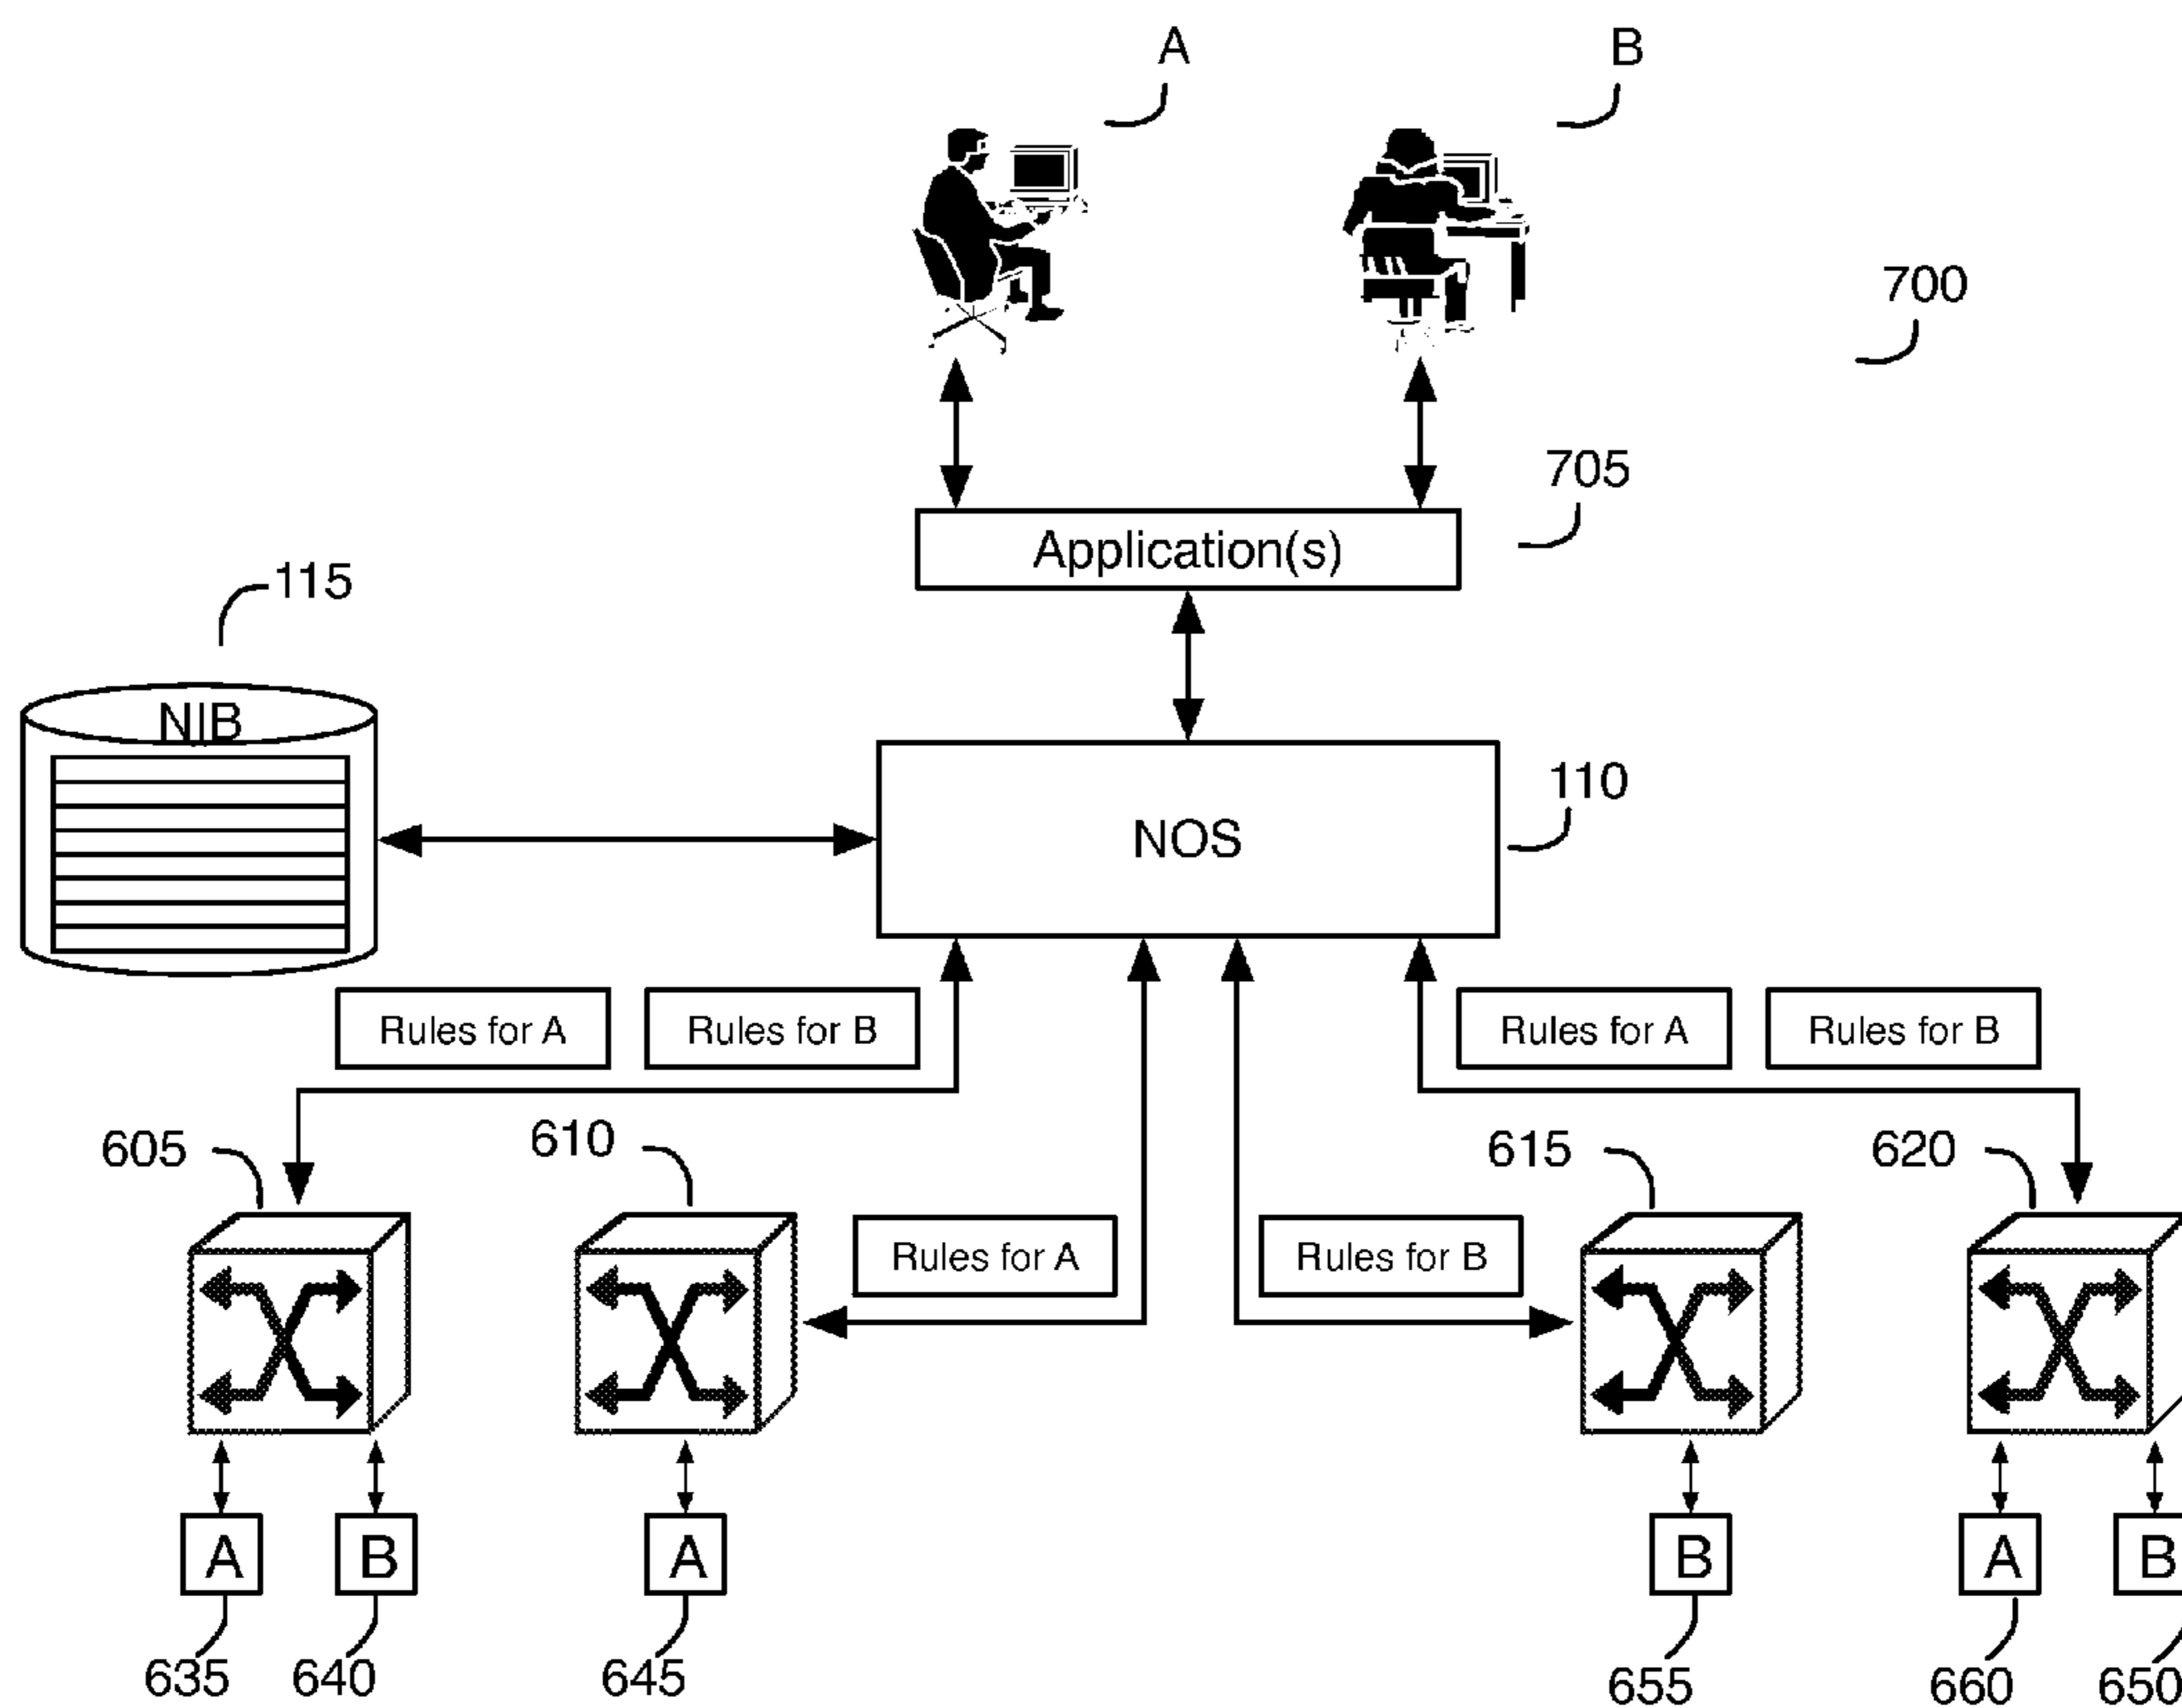 A
B
700
705
Application(s)
115
NIB
110
NOS
Rules for A
Rules for B
Rules for A
Rules for B
605
610
615
620
Rules for A
Rules for B
A
B
A
B
A
B
635
640
645
655
660
650